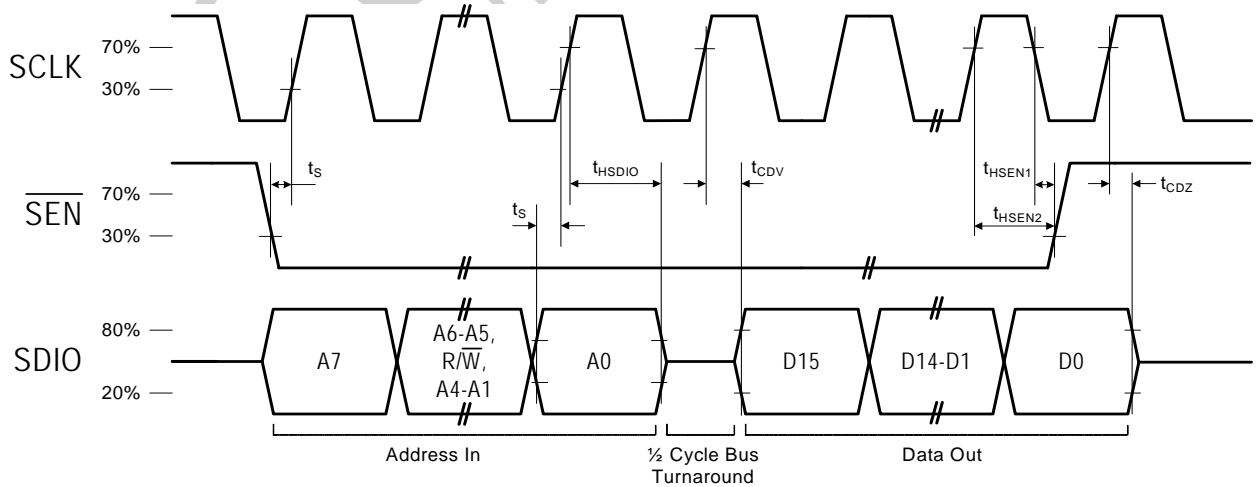 SCLK
70%
30%
SEN
70%
30%
tS
tS
tHSDIO
tCDV
tHSEN1
tHSEN2
tCDZ
SDIO
80%
20%
A7
A6-A5,
R/W,
A4-A1
A0
D15
D14-D1
D0
Address In
½ Cycle Bus
Turnaround
Data Out